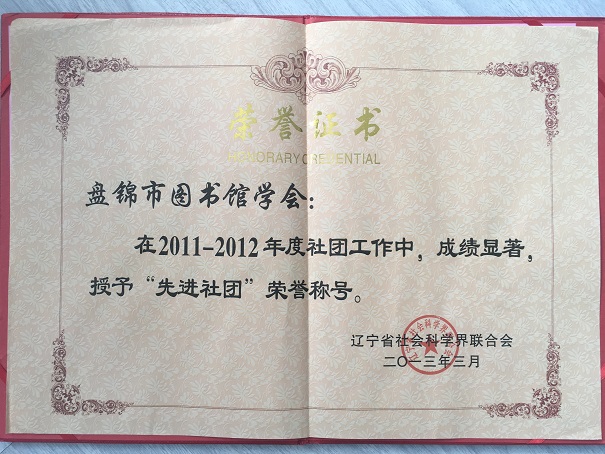 荣誉证书
HONORARY CREDENTIAL
盘锦市图书馆学会：
在2011-2012年度社团工作中，成绩显著，
授予“先进社团”荣誉称号。
辽宁省社会科学界联合会
二〇一三年三月